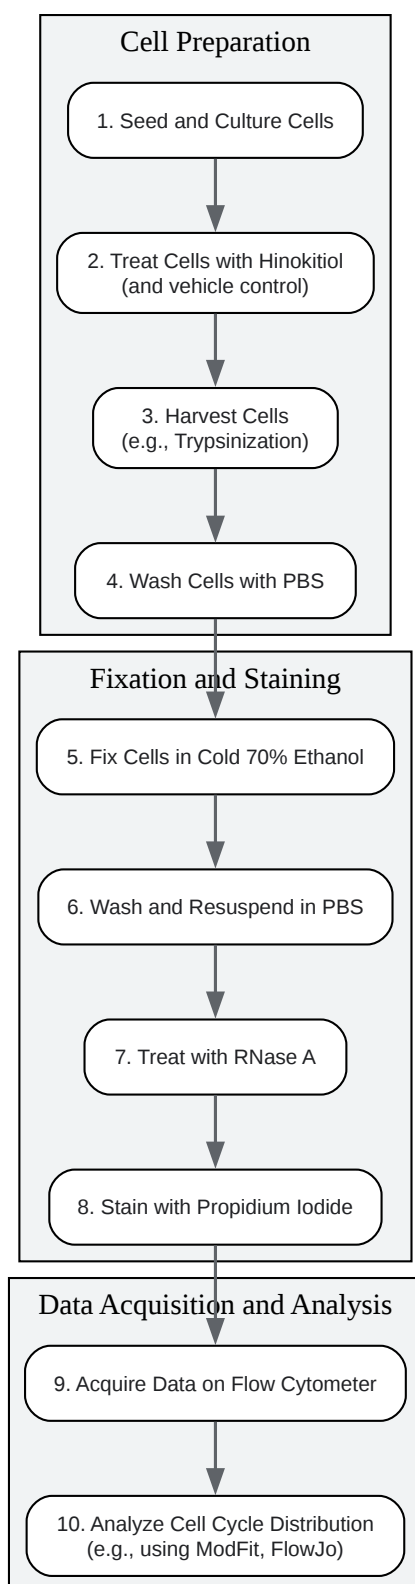 Cell Preparation
1. Seed and Culture Cells
2. Treat Cells with Hinokitiol
(and vehicle control)
3. Harvest Cells
(e.g., Trypsinization)
4. Wash Cells with PBS
Fixation and Staining
5. Fix Cells in Cold 70% Ethanol
6. Wash and Resuspend in PBS
7. Treat with RNase A
8. Stain with Propidium Iodide
Data Acquisition and Analysis
9. Acquire Data on Flow Cytometer
10. Analyze Cell Cycle Distribution
(e.g., using ModFit, FlowJo)